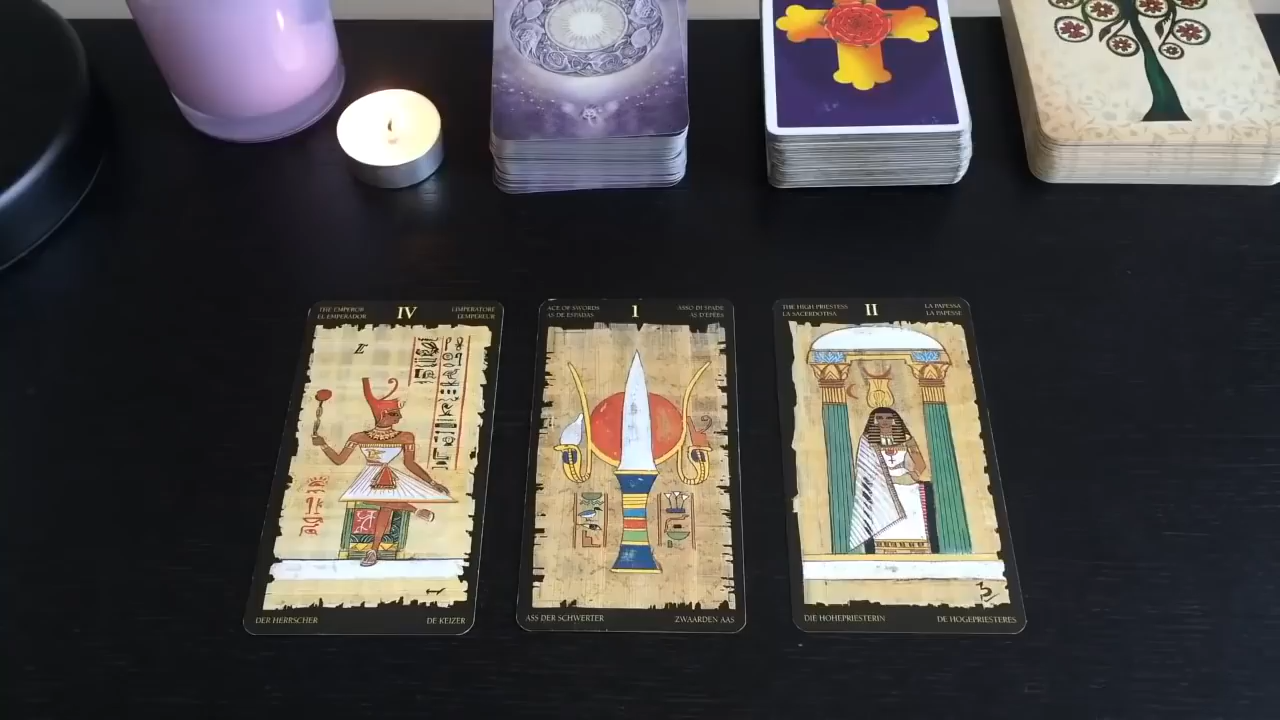 THE EMPEROR
EL EMPERADOR
IV
L'IMPERATORE
L'EMPEREUR
DER HERRSCHER
DE KEIZER
ACE OF SWORDS
AS DE ESPADAS
1
ASSO DI SPADE
AS D'ÉPÉES
ASS DER SCHWERTER
ZWAARDEN AAS
THE HIGH PRIESTESS
LA SACERDOTISA
II
LA PAPESSA
LA PAPESSE
DIE HOHEPRIESTERIN
DE HOGEPRIESTERES